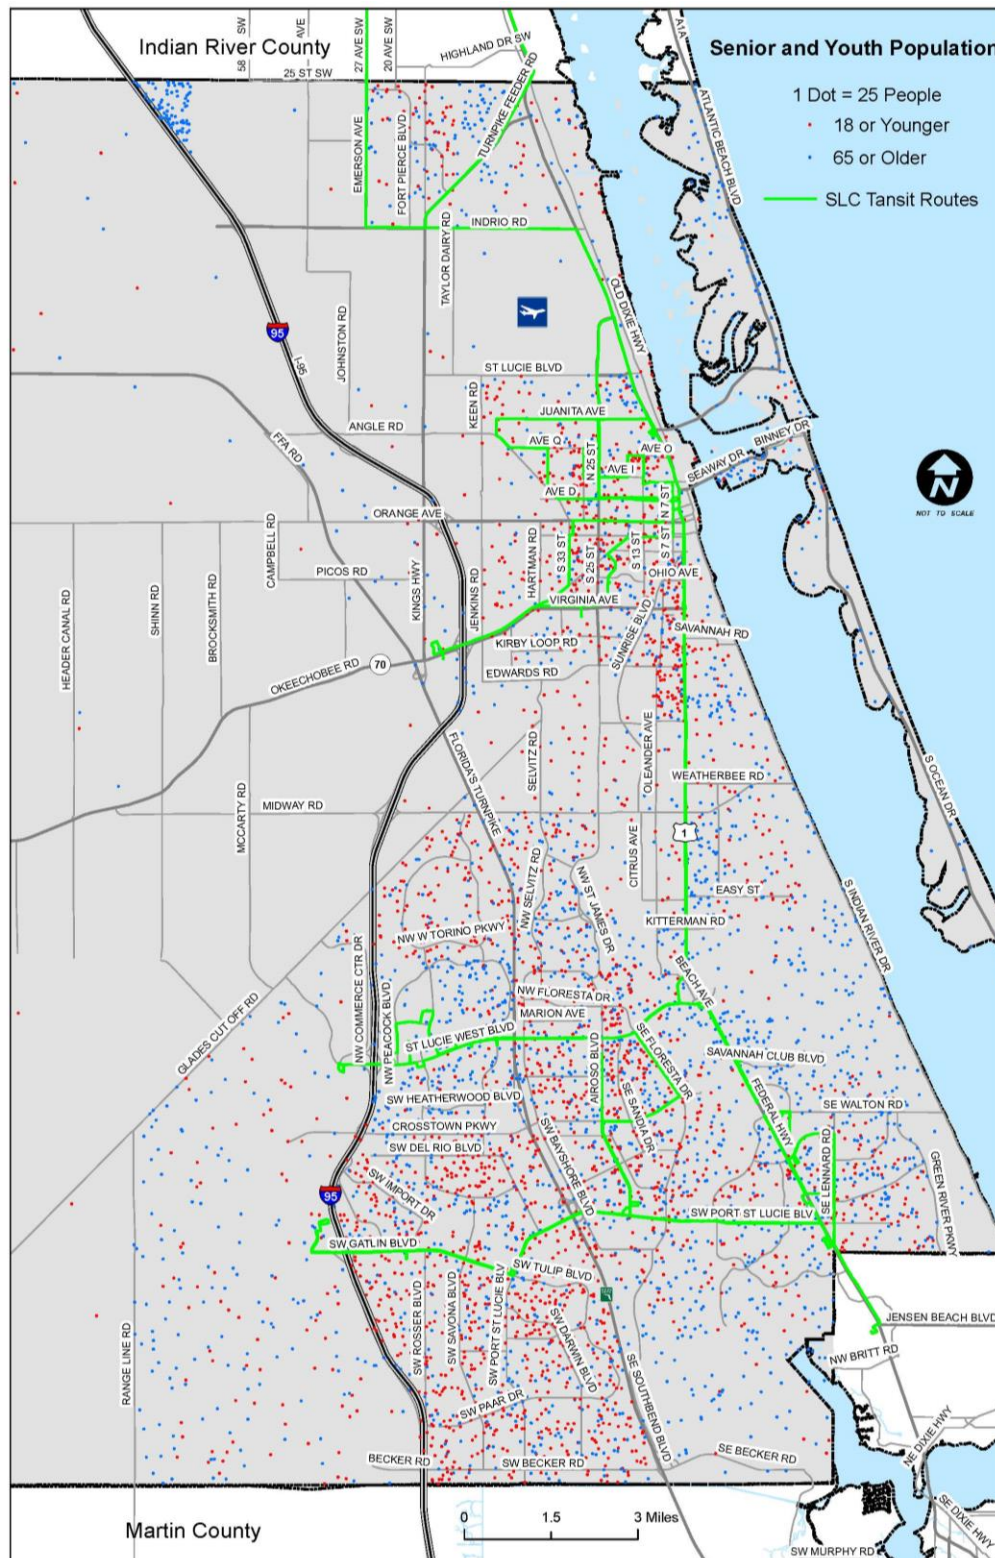 Indian River County
Senior and Youth Population
1 Dot = 25 People
18 or Younger
65 or Older
SLC Tansit Routes
58
SW
AVE
27 AVE SW
20 AVE SW
HIGHLAND DR SW
25 ST SW
A1A
ATLANTIC BEACH BLVD
TURNPIKE FEEDER RD
EMERSON AVE
FORT PIERCE BLVD
INDRIO RD
TAYLOR DAIRY RD
OLD DIXIE HWY
95
I-95
JOHNSTON RD
ST LUCIE BLVD
KEEN RD
JUANITA AVE
ANGLE RD
FFA RD
AVE Q
AVE O
N 25 ST
AVE I
AVE D
N 7 ST
SEAWAY DR
BINNEY DR
N
NOT TO SCALE
ORANGE AVE
CAMPBELL RD
PICOS RD
KINGS HWY
JENKINS RD
HARTMAN RD
S 33 ST
S 25 ST
S 13 ST
S 7 ST
OHIO AVE
VIRGINIA AVE
HEADER CANAL RD
SHINN RD
BROCKSMITH RD
SAVANNAH RD
SUNRISE BLVD
KIRBY LOOP RD
EDWARDS RD
OKEECHOBEE RD
70
FLORIDA'S TURNPIKE
SELVITZ RD
OLEANDER AVE
WEATHERBEE RD
S OCEAN DR
MCCARTY RD
MIDWAY RD
1
CITRUS AVE
EASY ST
KITTERMAN RD
S INDIAN RIVER DR
NW SELVITZ RD
NW ST JAMES DR
NW W TORINO PKWY
NW COMMERCE CTR DR
NW PEACOCK BLVD
BEACH AVE
NW FLORESTA DR
MARION AVE
GLADES CUT OFF RD
ST LUCIE WEST BLVD
AIROSO BLVD
SE FLORESTA DR
SAVANNAH CLUB BLVD
FEDERAL HWY
SW HEATHERWOOD BLVD
SE SANDIA DR
SE WALTON RD
CROSSTOWN PKWY
SW DEL RIO BLVD
SW BAYSHORE BLVD
SE LENNARD RD
GREEN RIVER PKWY
95
SW IMPORT DR
SW PORT ST LUCIE BLV
SW GATLIN BLVD
SW TULIP BLVD
SW ROSSER BLVD
SW SAVONA BLVD
SW PORT ST LUCIE BLV
SW DARWIN BLVD
SE SOUTHBEND BLVD
JENSEN BEACH BLVD
NW BRITT RD
RANGE LINE RD
SW PAAR DR
BECKER RD
SW BECKER RD
SE BECKER RD
NE DIXIE HWY
SE DIXIE HWY
Martin County
0 1.5 3 Miles
SW MURPHY RD